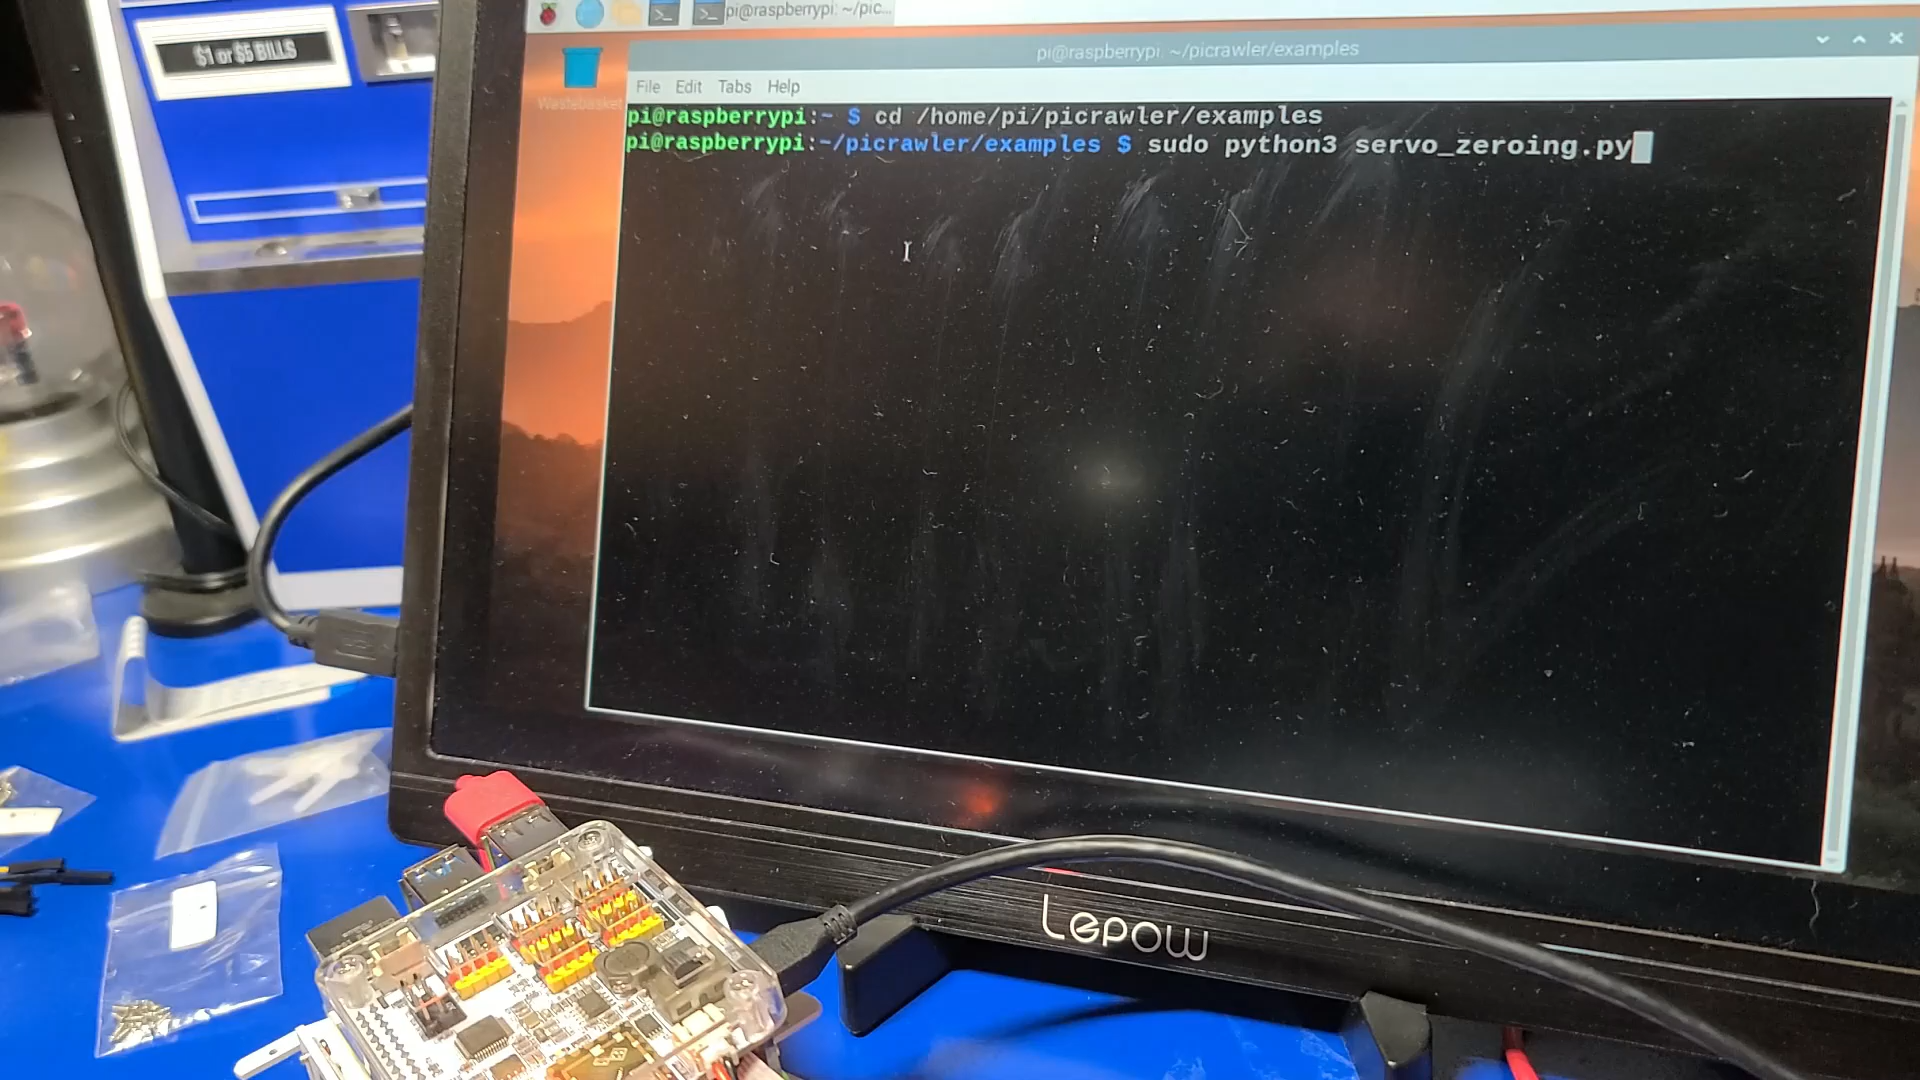 $1 or $5 BILLS
pi@raspberrypi: ~/pic...
pi@raspberrypi: ~/picrawler/examples
Wastebasket
File Edit Tabs Help
pi@raspberrypi:~ $ cd /home/pi/picrawler/examples
pi@raspberrypi:~/picrawler/examples $ sudo python3 servo_zeroing.py
Lepow